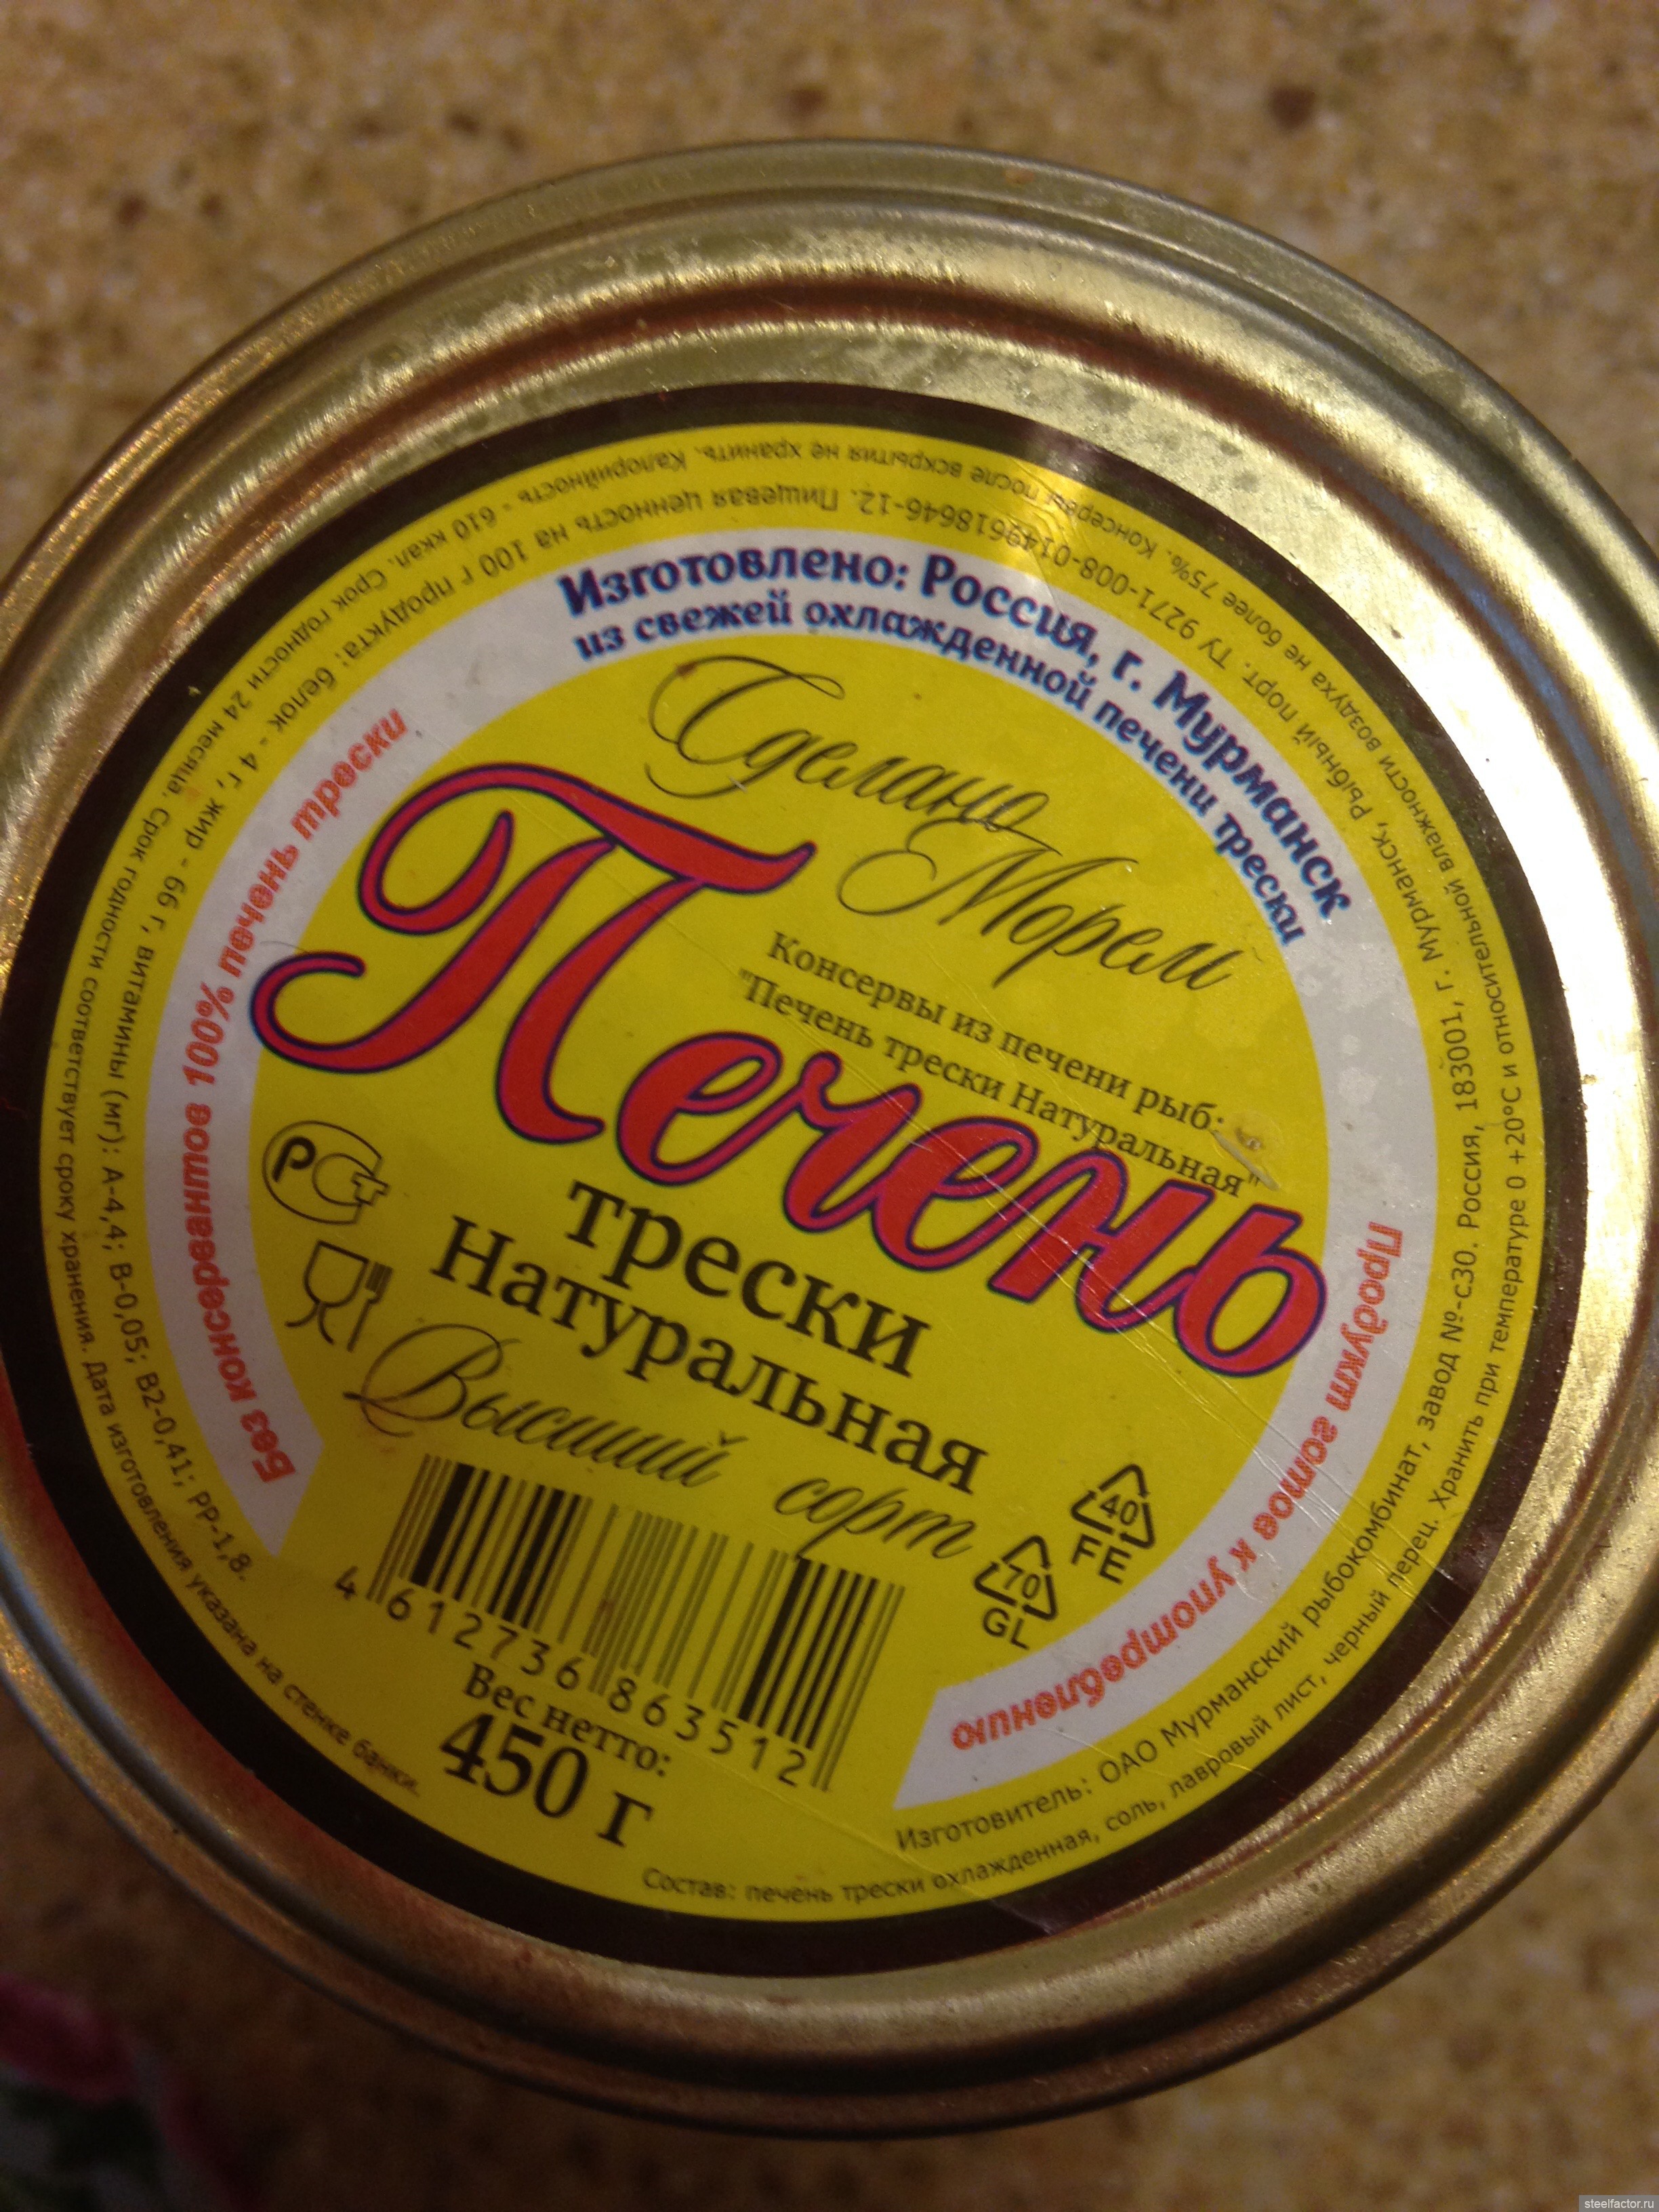 Изготовлено: Россия, г. Мурманск
из свежей охлажденной печени трески
Сделано
Морем
Консервы из печени рыб:
"Печень трески Натуральная"
Печень
трески
Натуральная
Высший сорт
РСТ
40
FE
70
GL
4 612736 863512
Вес нетто:
450 г
Без консервантов 100% печень трески
Продукт готов к употреблению
Изготовитель: ОАО Мурманский рыбокомбинат, завод №-с30. Россия, 183001, г. Мурманск, Рыбный порт. ТУ 9271-008-0149618646-12. Пищевая ценность на 100 г продукта: белок - 4 г, жир - 66 г, витамины (мг): А-4,4; В-0,05; В2-0,41; РР-1,8.
Состав: печень трески охлажденная, соль, лавровый лист, черный перец. Хранить при температуре 0 +20°С и относительной влажности воздуха не более 75%. Консервы после вскрытия не хранить. Калорийность - 610 ккал. Срок годности 24 месяца. Срок годности соответствует сроку хранения. Дата изготовления указана на стенке банки.
steelfactor.ru